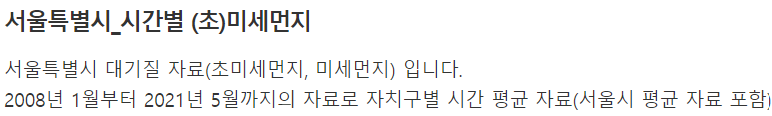 서울특별시_시간별 (초)미세먼지
서울특별시 대기질 자료(초미세먼지, 미세먼지) 입니다.
2008년 1월부터 2021년 5월까지의 자료로 자치구별 시간 평균 자료(서울시 평균 자료 포함)